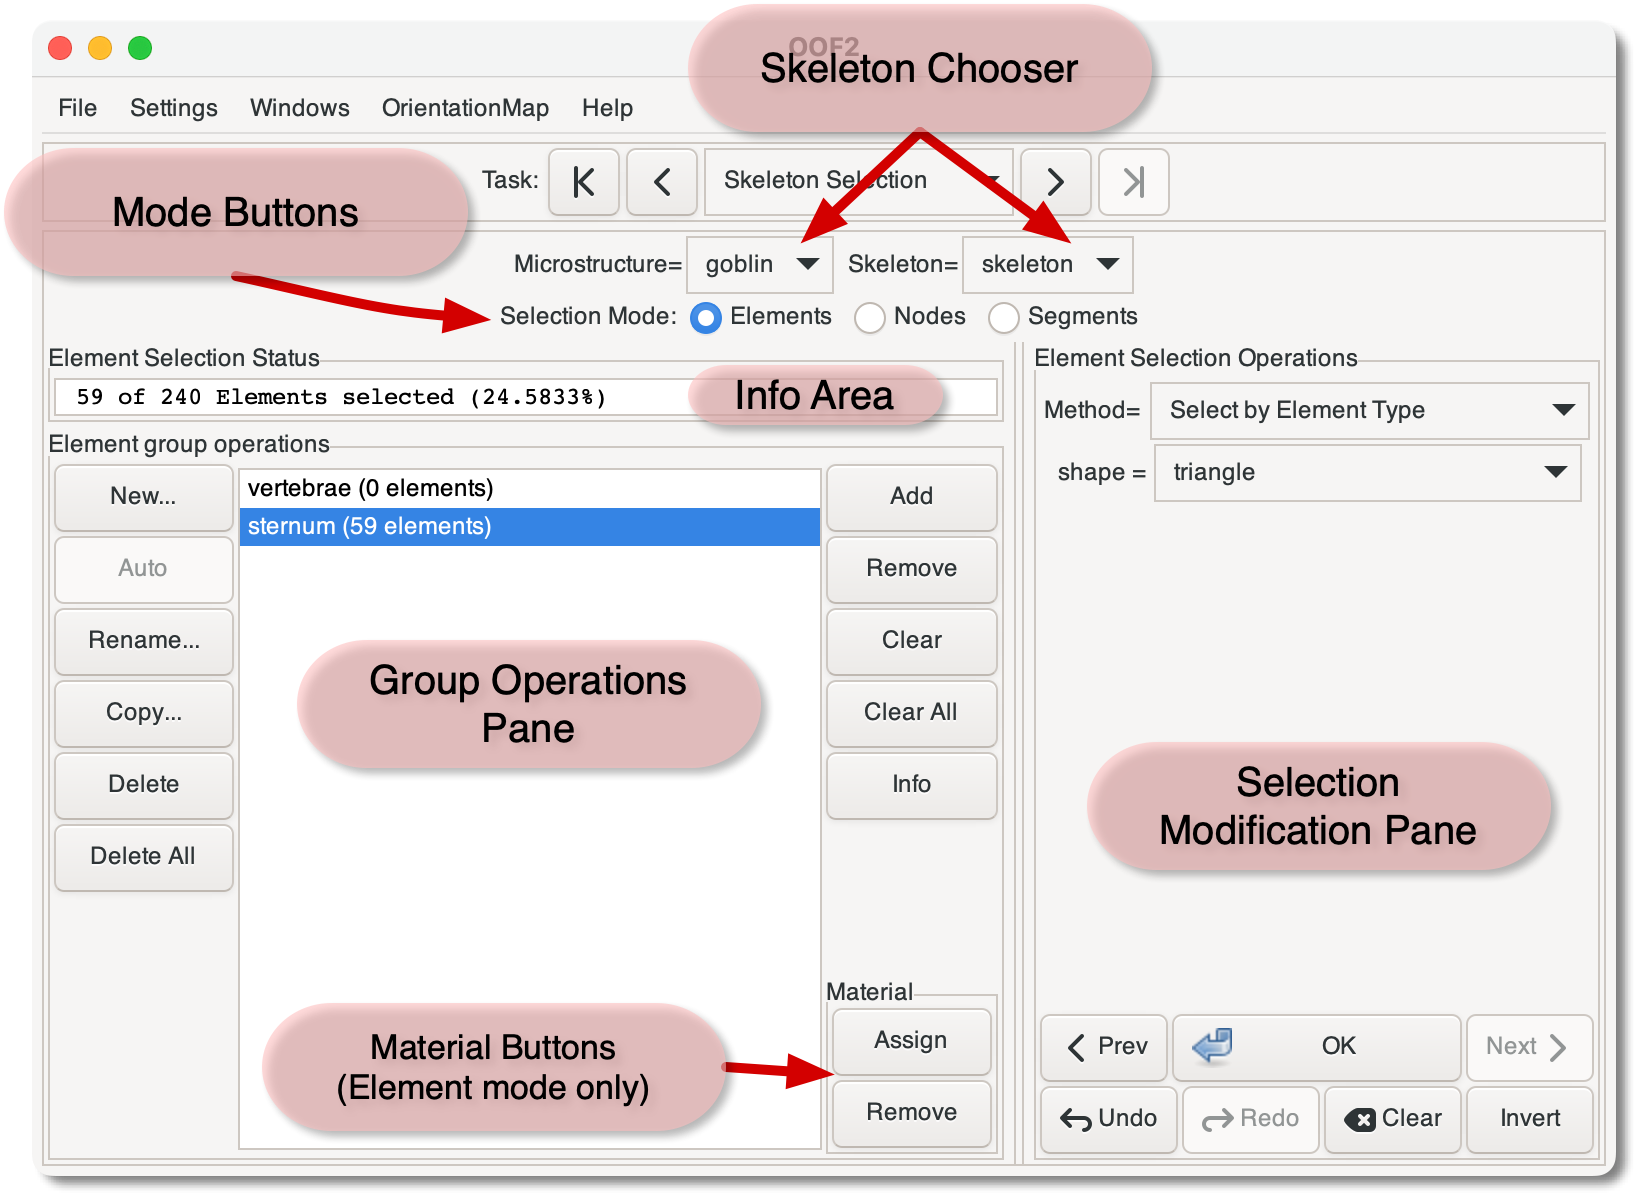 OOF2
Skeleton Chooser
File Settings Windows OrientationMap Help
Mode Buttons
Task: Skeleton Selection
Microstructure= goblin Skeleton= skeleton
Selection Mode: Elements Nodes Segments
Element Selection Status
59 of 240 Elements selected (24.5833%)
Info Area
Element group operations
New...
Auto
Rename...
Copy...
Delete
Delete All
vertebrae (0 elements)
sternum (59 elements)
Group Operations
Pane
Add
Remove
Clear
Clear All
Info
Material Buttons
(Element mode only)
Material
Assign
Remove
Element Selection Operations
Method= Select by Element Type
shape = triangle
Selection
Modification Pane
Prev OK Next
Undo Redo Clear Invert